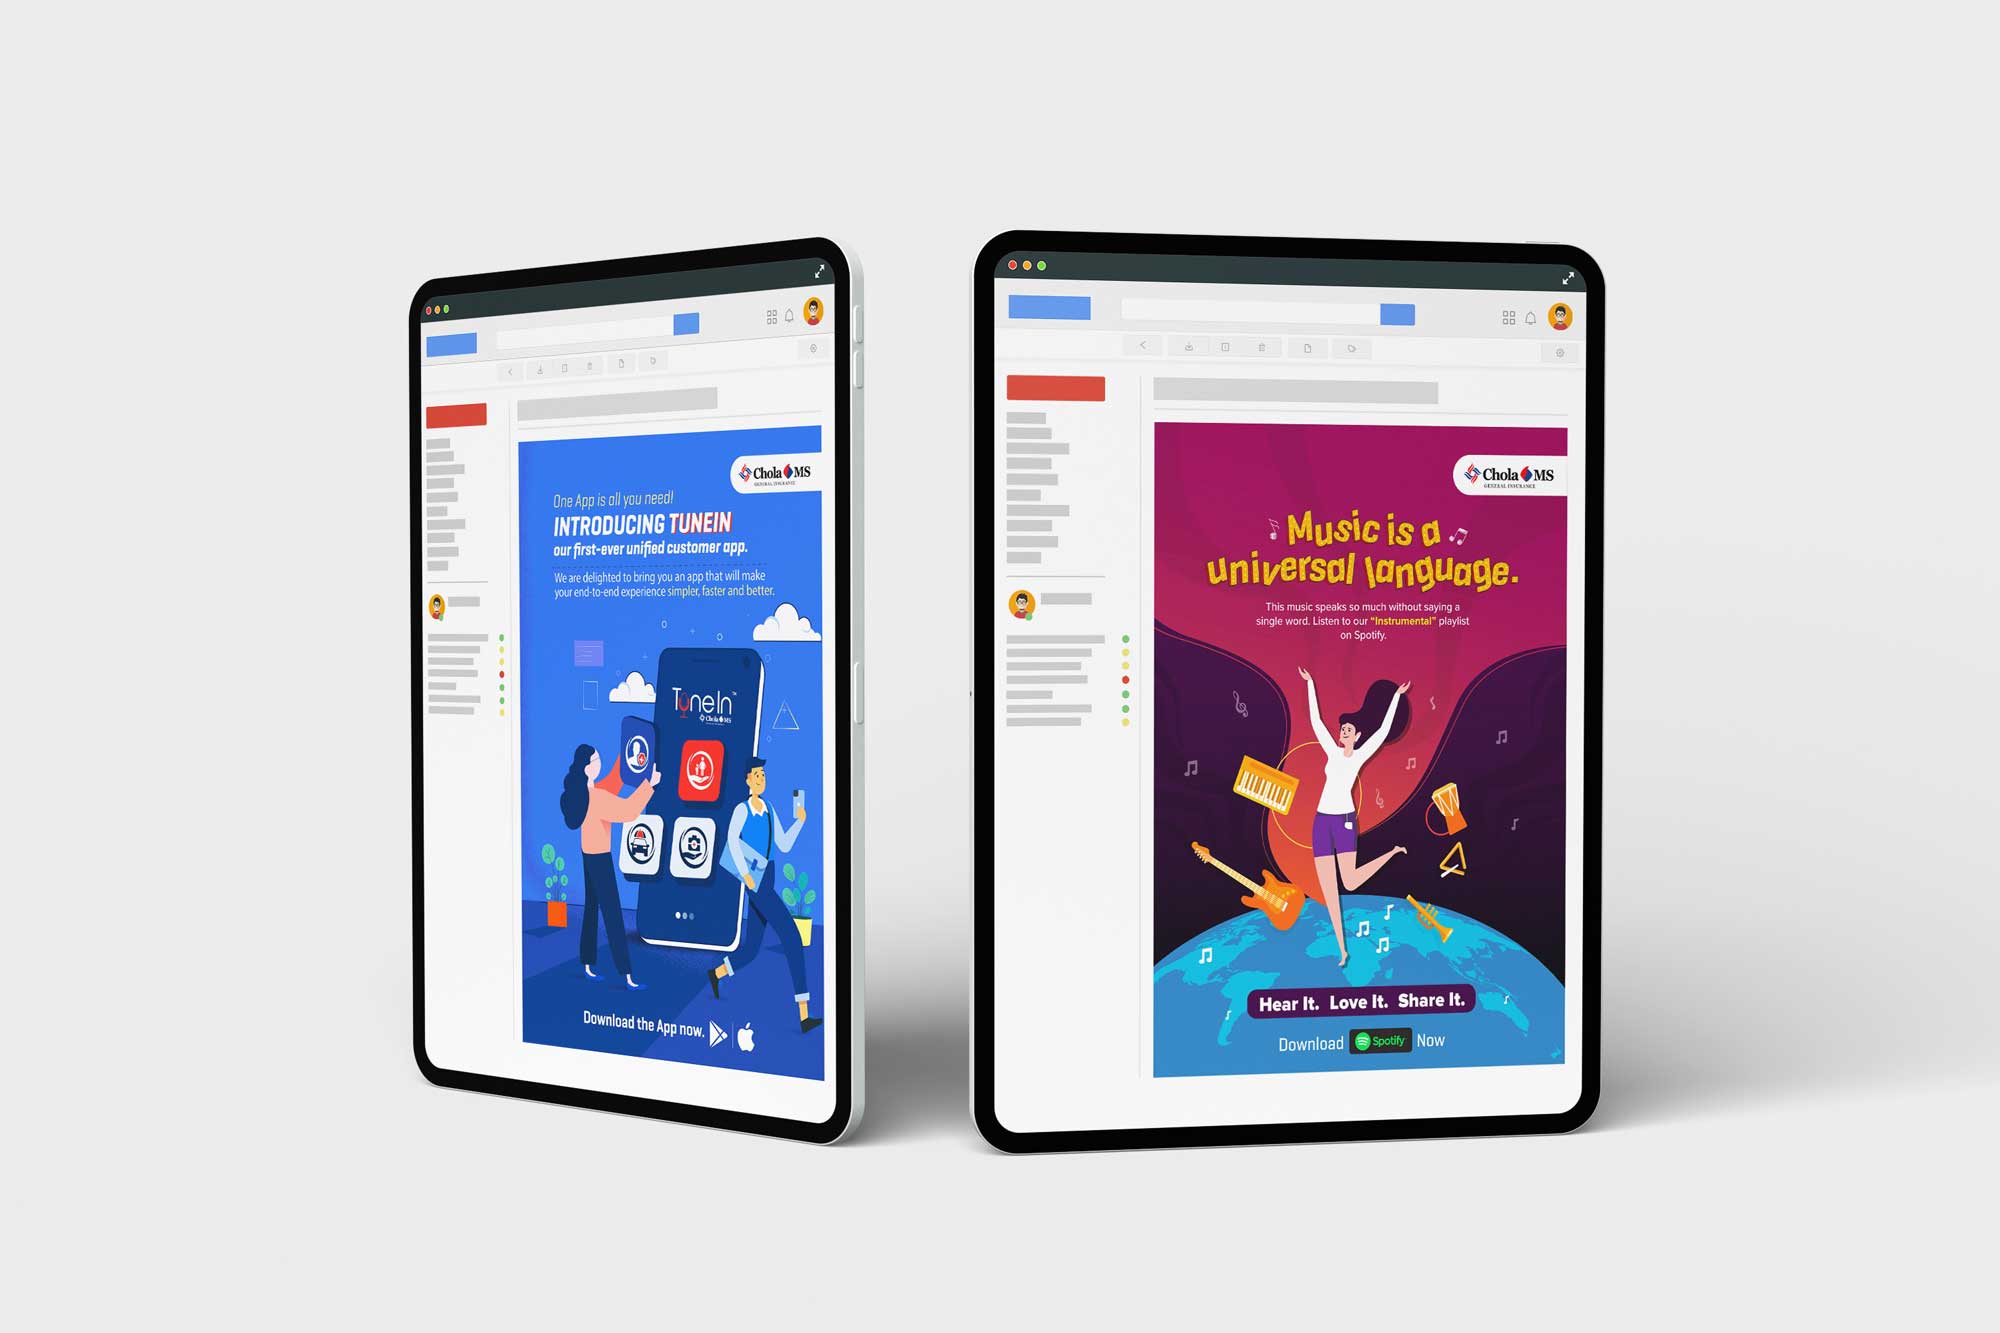 Chola MS
GENERAL INSURANCE
One App is all you need!
INTRODUCING TUNEIN
our first-ever unified customer app.
We are delighted to bring you an app that will make
your end-to-end experience simpler, faster and better.
TuneIn™
Chola MS
Download the App now.
Chola MS
GENERAL INSURANCE
Music is a
universal language.
This music speaks so much without saying a
single word. Listen to our “Instrumental” playlist
on Spotify.
Hear It. Love It. Share It.
Download Spotify Now